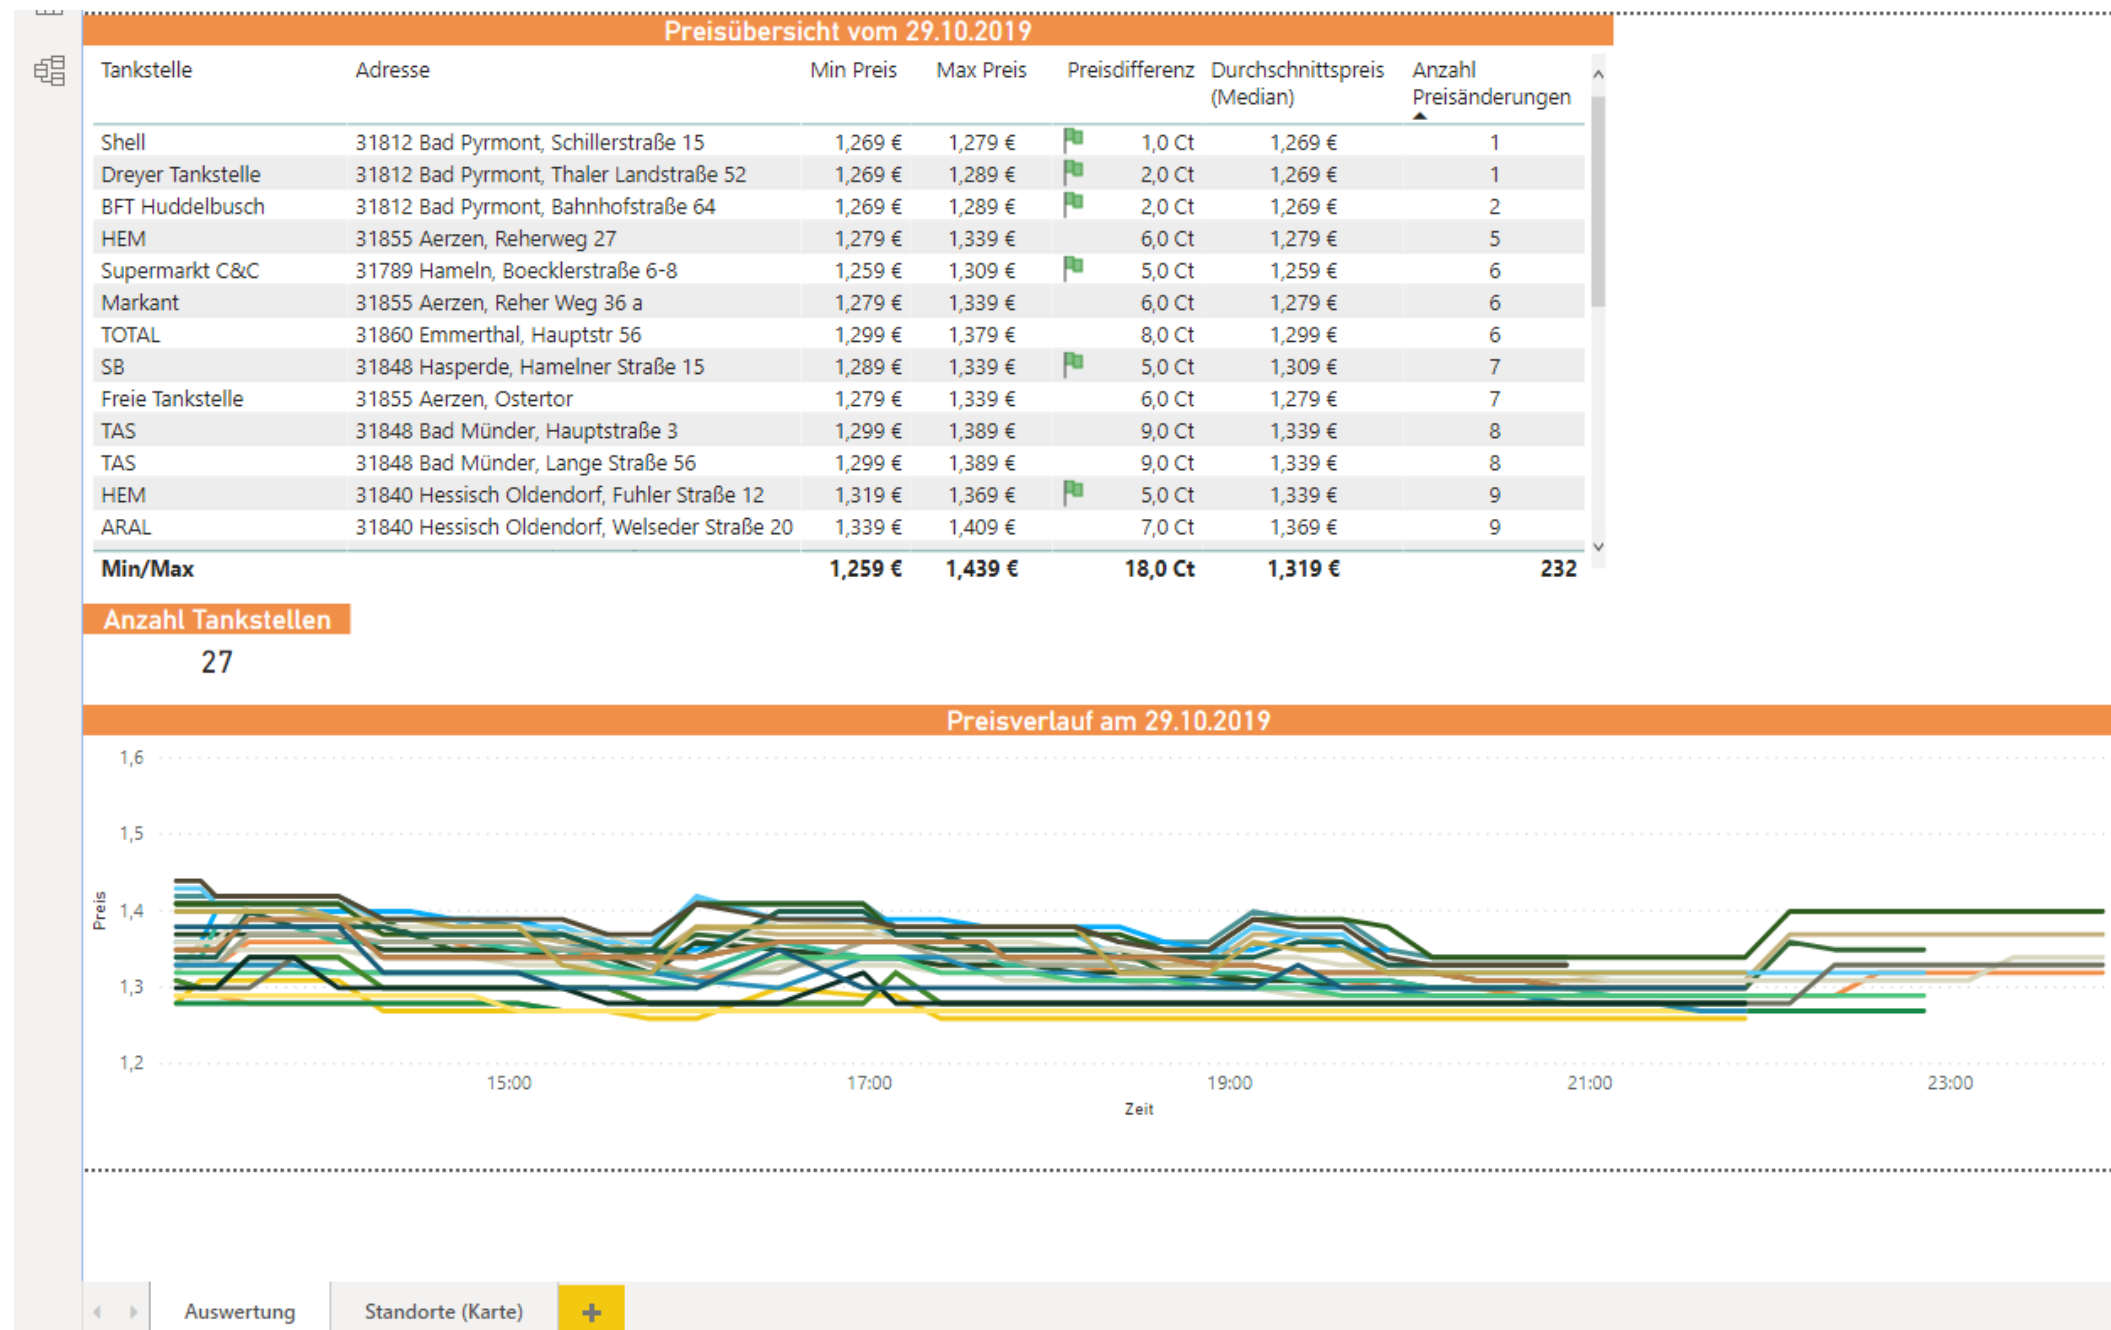 Preisübersicht vom 29.10.2019
Tankstelle Adresse Min Preis Max Preis Preisdifferenz Durchschnittspreis (Median) Anzahl Preisänderungen
Shell 31812 Bad Pyrmont, Schillerstraße 15 1,269 € 1,279 € 1,0 Ct 1,269 € 1
Dreyer Tankstelle 31812 Bad Pyrmont, Thaler Landstraße 52 1,269 € 1,289 € 2,0 Ct 1,269 € 1
BFT Huddelbusch 31812 Bad Pyrmont, Bahnhofstraße 64 1,269 € 1,289 € 2,0 Ct 1,269 € 2
HEM 31855 Aerzen, Reherweg 27 1,279 € 1,339 € 6,0 Ct 1,279 € 5
Supermarkt C&C 31789 Hameln, Boecklerstraße 6-8 1,259 € 1,309 € 5,0 Ct 1,259 € 6
Markant 31855 Aerzen, Reher Weg 36 a 1,279 € 1,339 € 6,0 Ct 1,279 € 6
TOTAL 31860 Emmerthal, Hauptstr 56 1,299 € 1,379 € 8,0 Ct 1,299 € 6
SB 31848 Hasperde, Hamelner Straße 15 1,289 € 1,339 € 5,0 Ct 1,309 € 7
Freie Tankstelle 31855 Aerzen, Ostertor 1,279 € 1,339 € 6,0 Ct 1,279 € 7
TAS 31848 Bad Münder, Hauptstraße 3 1,299 € 1,389 € 9,0 Ct 1,339 € 8
TAS 31848 Bad Münder, Lange Straße 56 1,299 € 1,389 € 9,0 Ct 1,339 € 8
HEM 31840 Hessisch Oldendorf, Fuhler Straße 12 1,319 € 1,369 € 5,0 Ct 1,339 € 9
ARAL 31840 Hessisch Oldendorf, Welseder Straße 20 1,339 € 1,409 € 7,0 Ct 1,369 € 9
Min/Max 1,259 € 1,439 € 18,0 Ct 1,319 € 232
Anzahl Tankstellen
27
Preisverlauf am 29.10.2019
1,6
1,5
1,4
1,3
1,2
Preis
15:00 17:00 19:00 21:00 23:00
Zeit
Auswertung Standorte (Karte) +